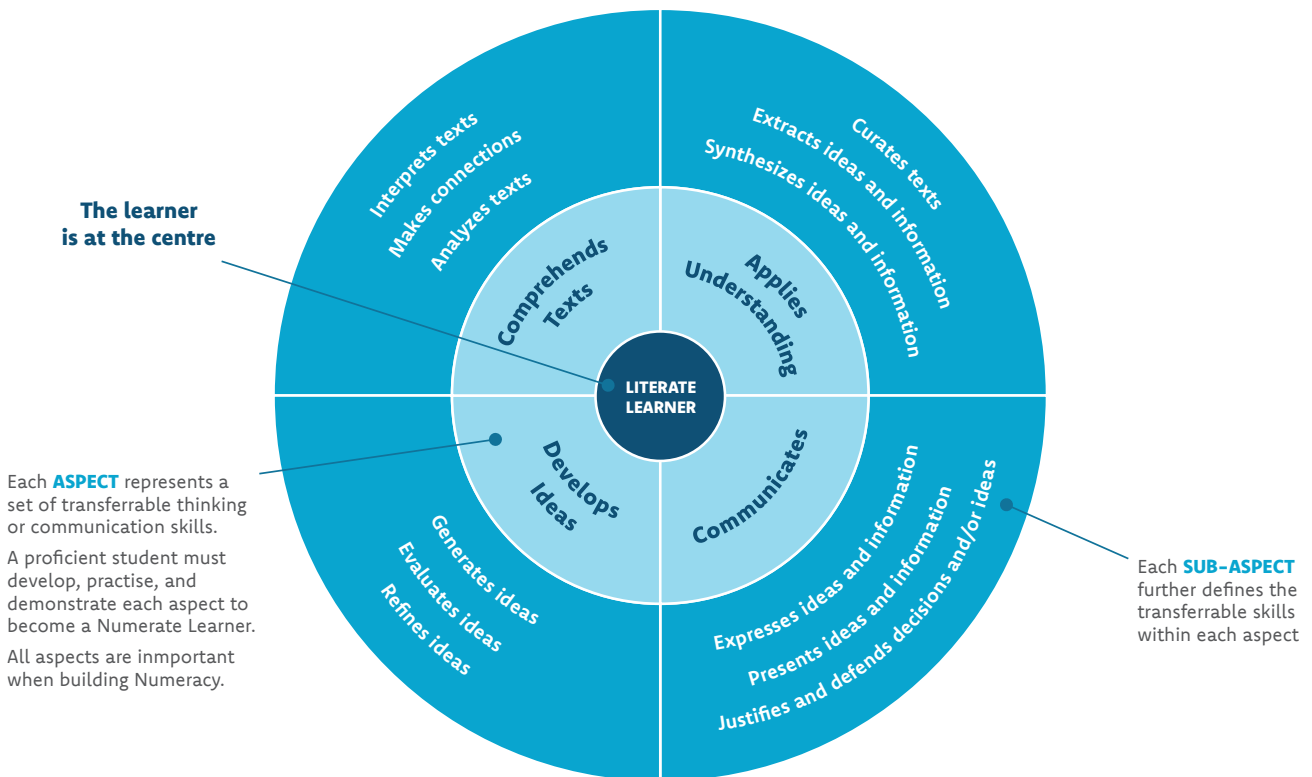 Interprets texts
Makes connections
Analyzes texts
Curates texts
Extracts ideas and information
Synthesizes ideas and information
The learner
is at the centre
Comprehends
Texts
Applies
Understanding
LITERATE
LEARNER
Develops
Ideas
Communicates
Each ASPECT represents a
set of transferrable thinking
or communication skills.
A proficient student must
develop, practise, and
demonstrate each aspect to
become a Numerate Learner.
All aspects are inmportant
when building Numeracy.
Generates ideas
Evaluates ideas
Refines ideas
Expresses ideas and information
Presents ideas and information
Justifies and defends decisions and/or ideas
Each SUB-ASPECT
further defines the
transferrable skills
within each aspect